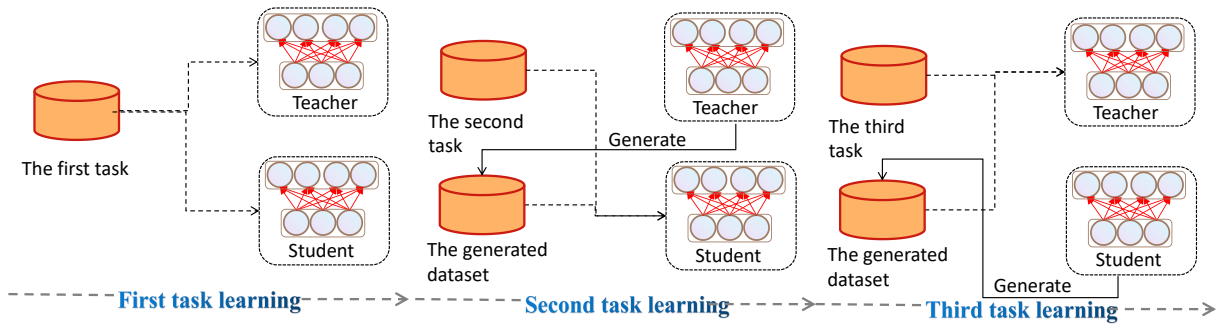 Teacher
The first task
Student
First task learning
The second
task
Teacher
Generate
The generated
dataset
Student
Second task learning
The third
task
Teacher
The generated
dataset
Student
Generate
Third task learning